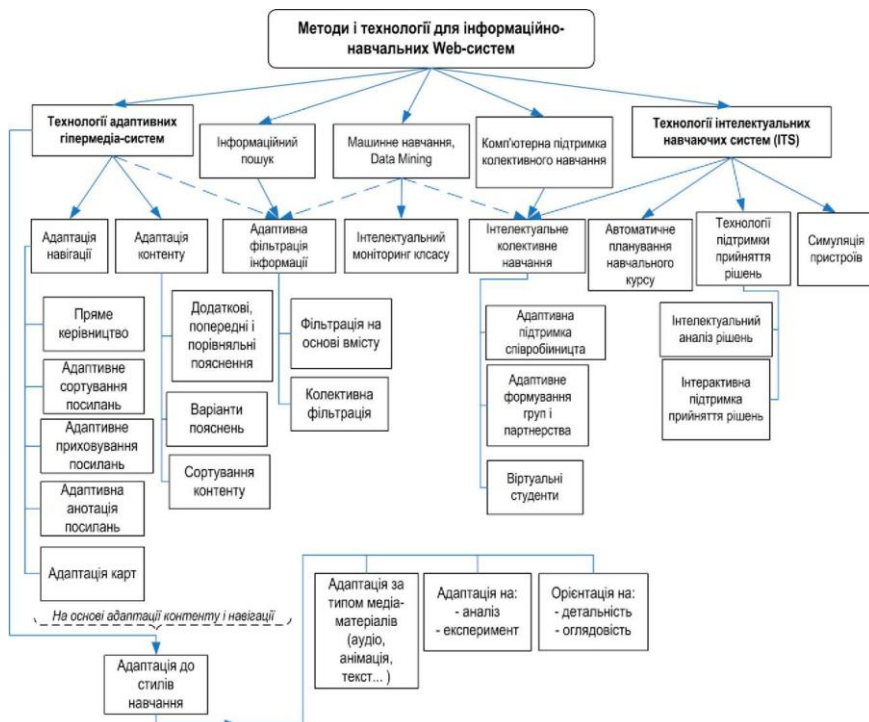 Методи і технології для інформаційно-
навчальних Web-систем
Технології адаптивних
гіпермедіа-систем
Інформаційний
пошук
Машинне навчання,
Data Mining
Комп'ютерна підтримка
колективного навчання
Технології інтелектуальних
навчаючих систем (ITS)
Адаптація
навігації
Адаптація
контенту
Адаптивна
фільтрація
інформації
Інтелектуальний
моніторинг клсасу
Інтелектуальне
колективне
навчання
Автоматичне
планування
навчального
курсу
Технології
підтримки
прийняття
рішень
Симуляція
пристроїв
Пряме
керівництво
Адаптивне
сортування
посилань
Адаптивне
приховування
посилань
Адаптивна
анотація
посилань
Адаптація карт
Додаткові,
попередні і
порівняльні
пояснення
Варіанти
пояснень
Сортування
контенту
Фільтрація на
основі вмісту
Колективна
фільтрація
Адаптивна
підтримка
співробіиницта
Адаптивне
формування
груп і
партнерства
Віртуальні
студенти
Інтелектуальний
аналіз рішень
Інтерактивна
підтримка
прийняття рішень
На основі адаптації контенту і навігації
Адаптація до
стилів
навчання
Адаптація за
типом медіа-
матеріалів
(аудіо,
анімація,
текст... )
Адаптація на:
- аналіз
- експеримент
Орієнтація на:
- детальність
- оглядовість